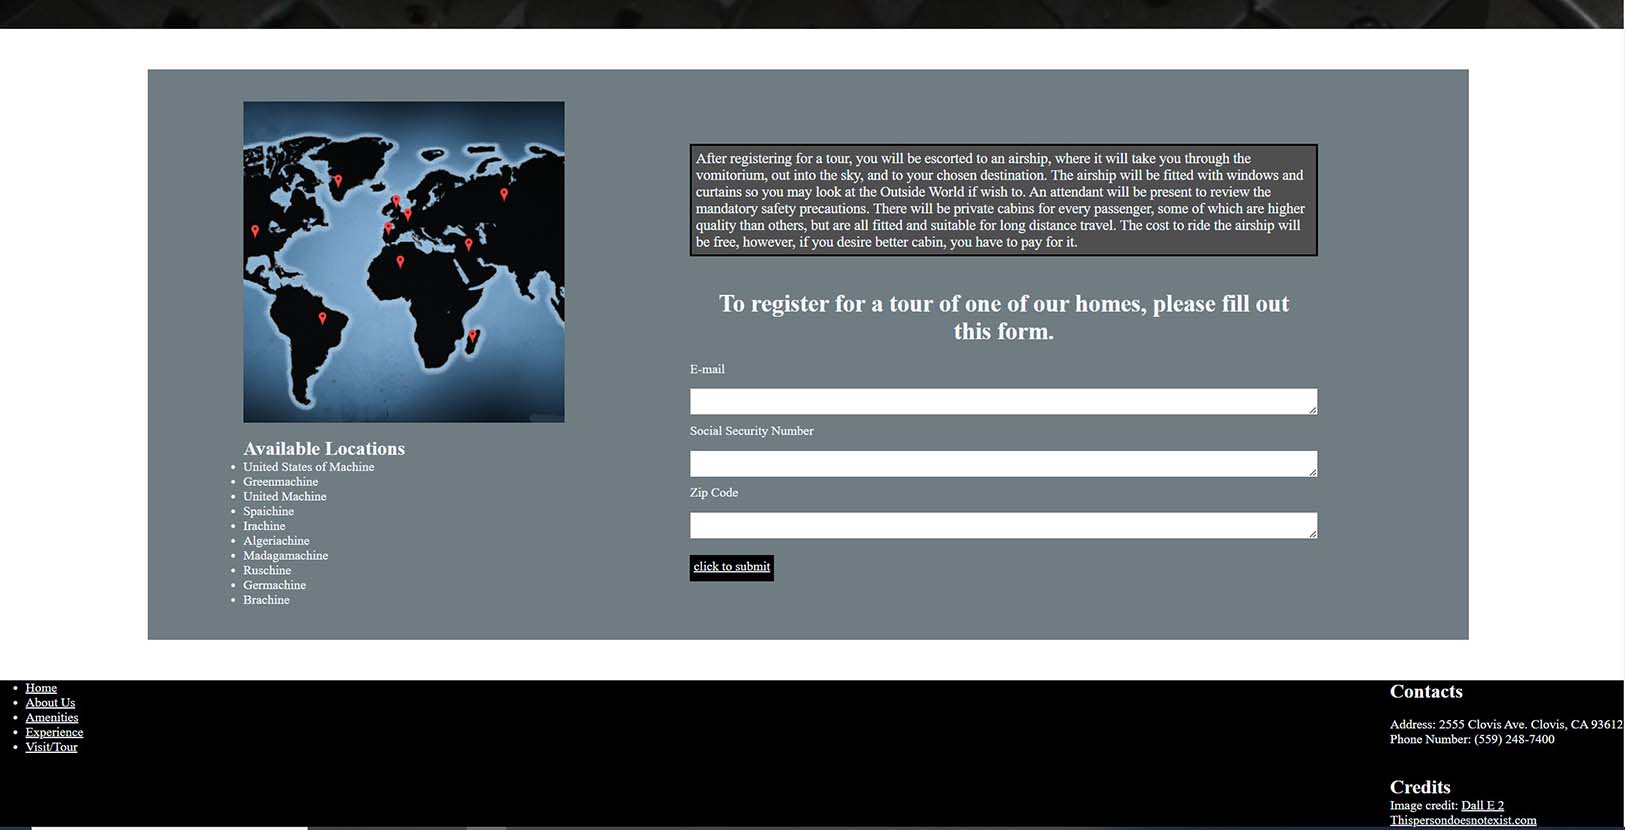 After registering for a tour, you will be escorted to an airship, where it will take you through the
vomitorium, out into the sky, and to your chosen destination. The airship will be fitted with windows and
curtains so you may look at the Outside World if wish to. An attendant will be present to review the
mandatory safety precautions. There will be private cabins for every passenger, some of which are higher
quality than others, but are all fitted and suitable for long distance travel. The cost to ride the airship will
be free, however, if you desire better cabin, you have to pay for it.
To register for a tour of one of our homes, please fill out
this form.
E-mail
Social Security Number
Zip Code
click to submit
Available Locations
United States of Machine
Greenmachine
United Machine
Spaichine
Irachine
Algeriachine
Madagamachine
Ruschine
Germachine
Brachine
Home
About Us
Amenities
Experience
Visit/Tour
Contacts
Address: 2555 Clovis Ave. Clovis, CA 93612
Phone Number: (559) 248-7400
Credits
Image credit: Dall E 2
Thispersondoesnotexist.com